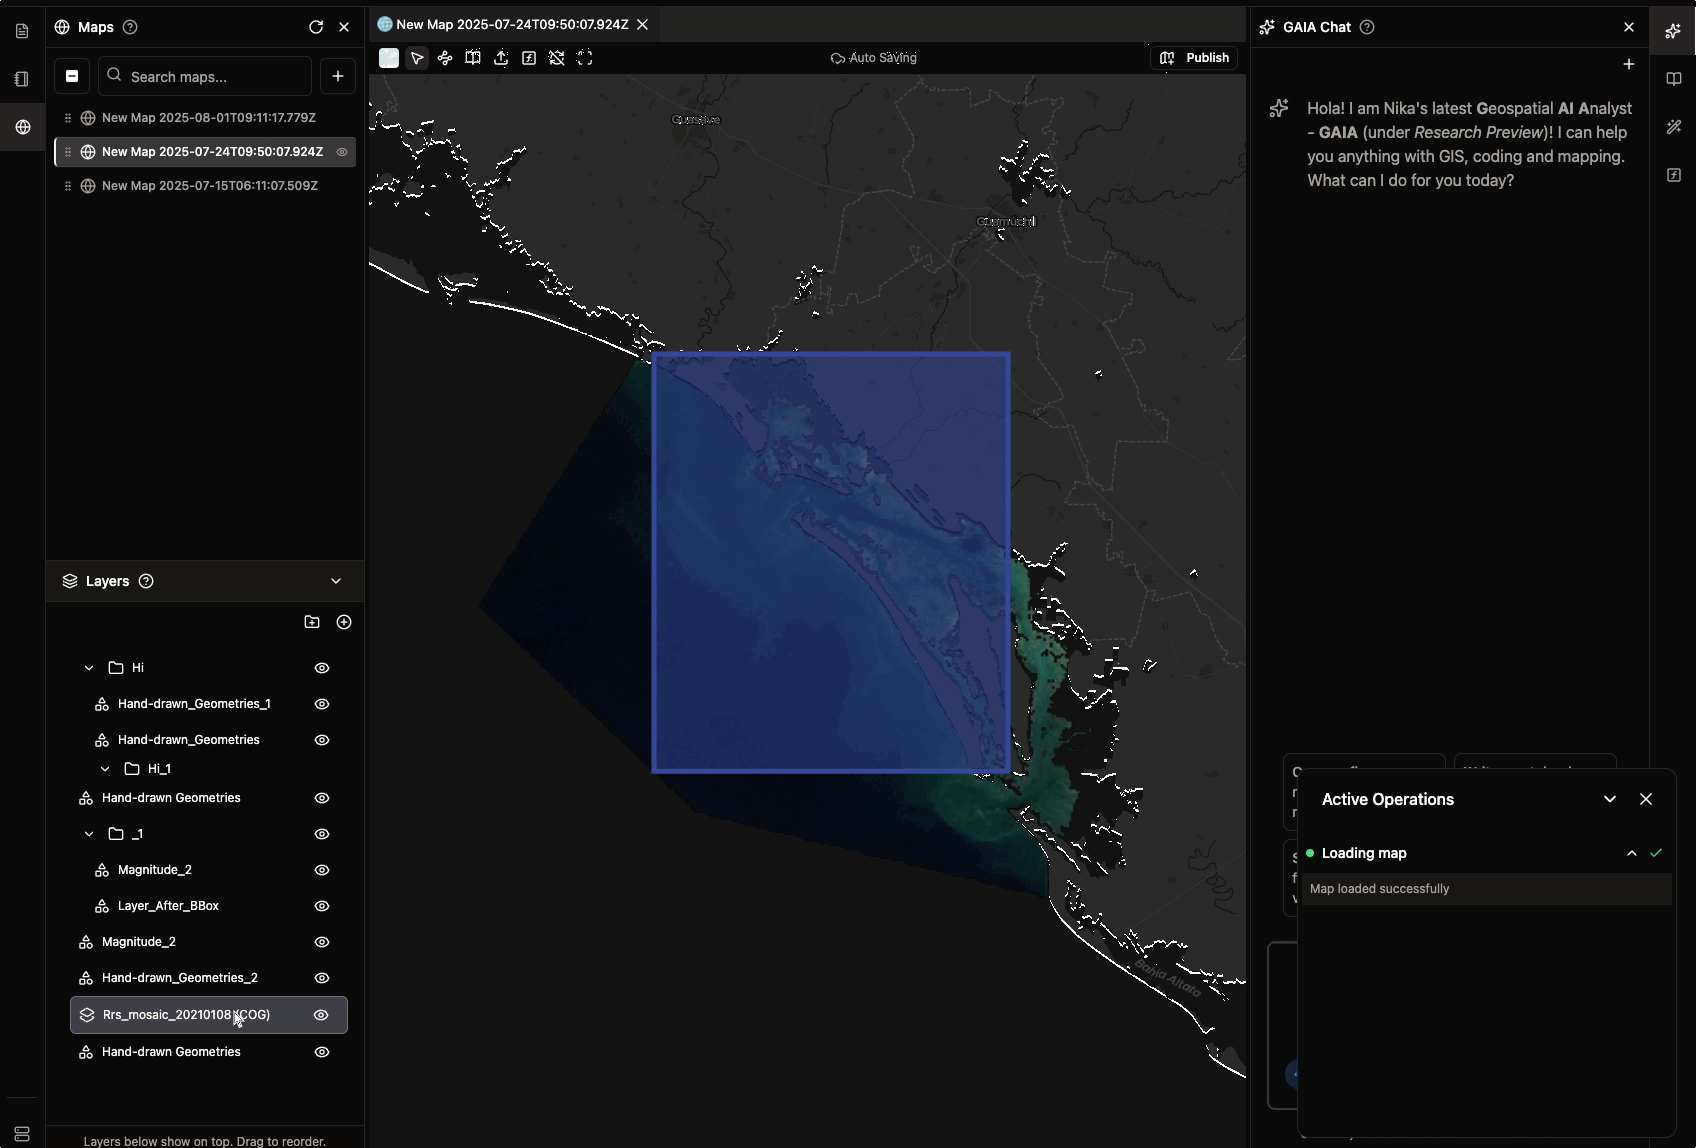 Maps
Search maps...
New Map 2025-08-01T09:11:17.779Z
New Map 2025-07-24T09:50:07.924Z
New Map 2025-07-15T06:11:07.509Z
Layers
Hi
Hand-drawn_Geometries_1
Hand-drawn_Geometries
Hi_1
Hand-drawn Geometries
_1
Magnitude_2
Layer_After_BBox
Magnitude_2
Hand-drawn_Geometries_2
Rrs_mosaic_20210108 (COG)
Hand-drawn Geometries
Layers below show on top. Drag to reorder.
New Map 2025-07-24T09:50:07.924Z
Auto Saving
Publish
Guasave
Guamúchil
Bahía Altata
GAIA Chat
Hola! I am Nika's latest Geospatial AI Analyst
- GAIA (under Research Preview)! I can help
you anything with GIS, coding and mapping.
What can I do for you today?
Active Operations
Loading map
Map loaded successfully